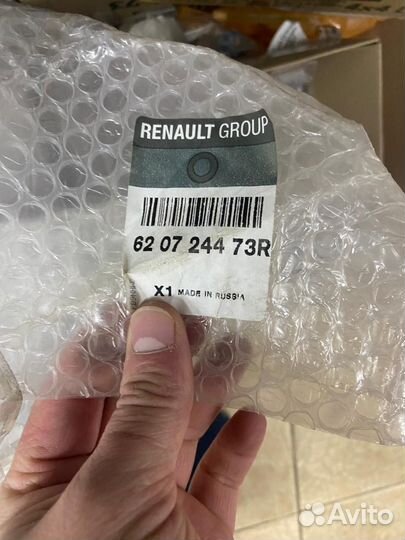 RENAULT GROUP
62 07 244 73R
X1 MADE IN RUSSIA
Avito